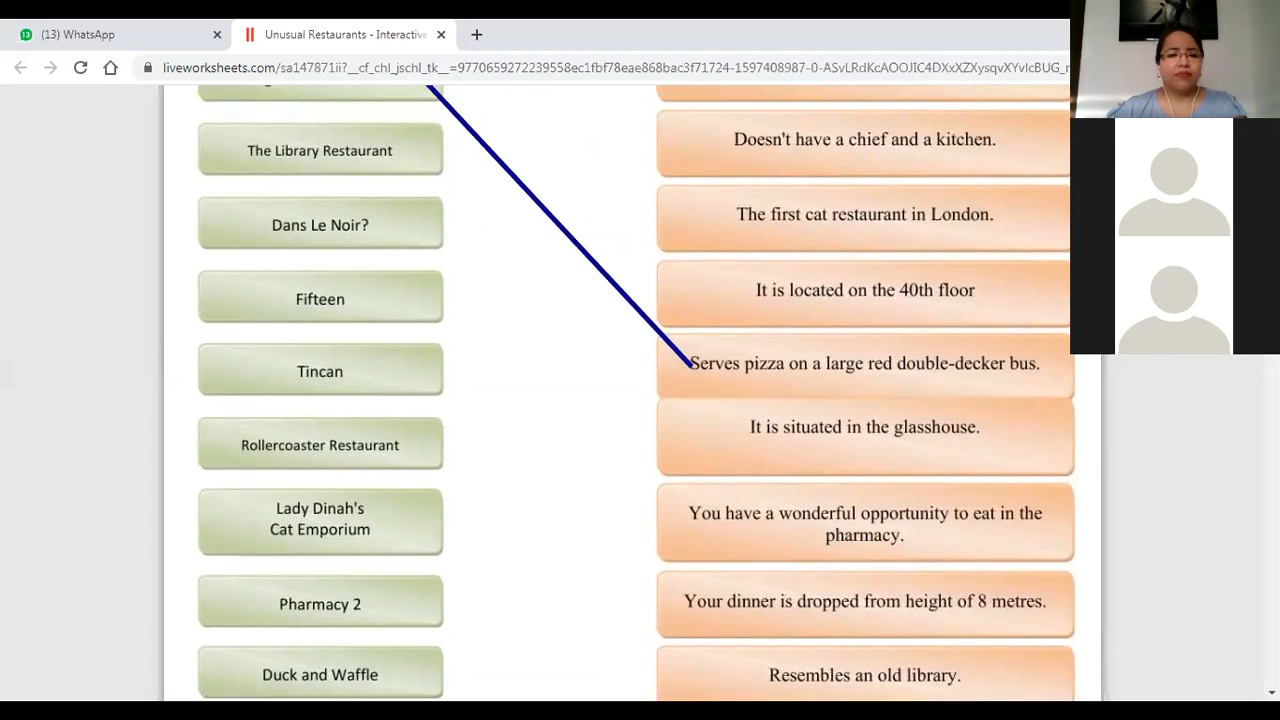 (13) WhatsApp
Unusual Restaurants - Interactive
liveworksheets.com/sa147871ii?__cf_chl_jschl_tk__=9776592722
The Library Restaurant
Dans Le Noir?
Fifteen
Tincan
Rollercoaster Restaurant
Lady Dinah's
Cat Emporium
Pharmacy 2
Duck and Waffle
Doesn't have a chief and a kitchen.
The first cat restaurant in London.
It is located on the 40th floor
Serves pizza on a large red double-decker bus.
It is situated in the glasshouse.
You have a wonderful opportunity to eat in the
pharmacy.
Your dinner is dropped from height of 8 metres.
Resembles an old library.